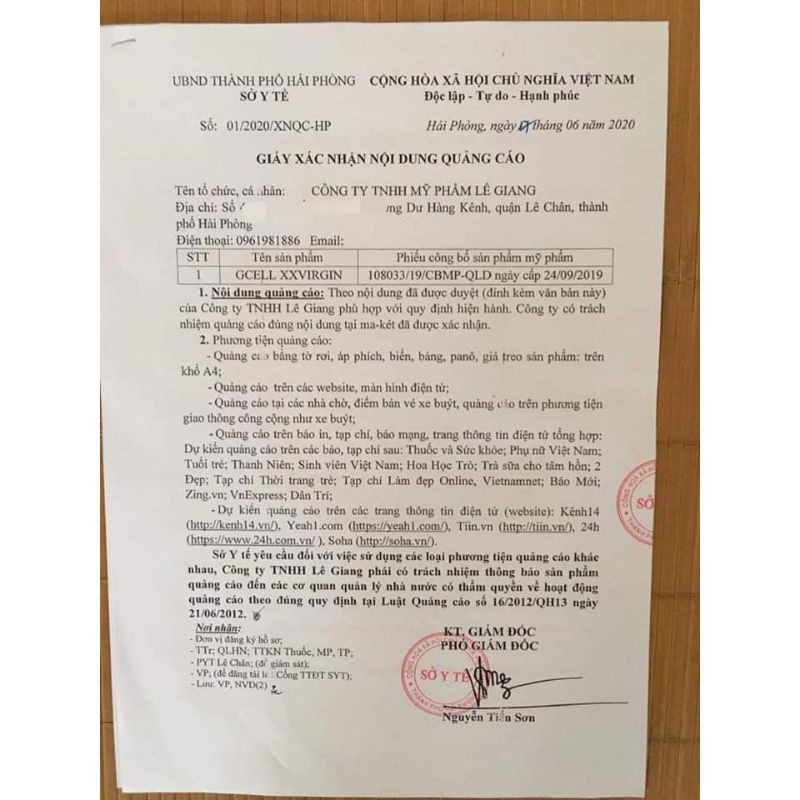 UBND THÀNH PHỐ HẢI PHÒNG CỘNG HÒA XÃ HỘI CHỦ NGHĨA VIỆT NAM
SỞ Y TẾ Độc lập - Tự do - Hạnh phúc
Số: 01/2020/XNQC-HP Hải Phòng, ngày 17 tháng 06 năm 2020
GIẤY XÁC NHẬN NỘI DUNG QUẢNG CÁO
Tên tổ chức, cá nhân: CÔNG TY TNHH MỸ PHẨM LÊ GIANG
Địa chỉ: Số Dư Hàng Kênh, quận Lê Chân, thành
phố Hải Phòng
Điện thoại: 0961981886 Email:
STT Tên sản phẩm Phiếu công bố sản phẩm mỹ phẩm
1 GCELL XXVIRGIN 108033/19/CBMP-QLD ngày cấp 24/09/2019
1. Nội dung quảng cáo: Theo nội dung đã được duyệt (đính kèm văn bản này)
của Công ty TNHH Lê Giang phù hợp với quy định hiện hành. Công ty có trách
nhiệm quảng cáo đúng nội dung tại ma-két đã được xác nhận.
2. Phương tiện quảng cáo:
- Quảng cáo bằng tờ rơi, áp phích, biển, bảng, panô, giá treo sản phẩm: trên
khổ A4;
- Quảng cáo trên các website, màn hình điện tử;
- Quảng cáo tại các nhà chờ, điểm bán vé xe buýt, quảng cáo trên phương tiện
giao thông công cộng như xe buýt;
- Quảng cáo trên báo in, tạp chí, báo mạng, trang thông tin điện tử tổng hợp:
Dự kiến quảng cáo trên các báo, tạp chí sau: Thuốc và Sức khỏe; Phụ nữ Việt Nam;
Tuổi trẻ; Thanh Niên; Sinh viên Việt Nam; Hoa Học Trò; Trà sữa cho tâm hồn; 2
Đẹp; Tạp chí Thời trang trẻ; Tạp chí Làm đẹp Online, Vietnamnet; Báo Mới;
Zing.vn; VnExpress; Dân Trí;
- Dự kiến quảng cáo trên các trang thông tin điện tử (website): Kênh14
(http://kenh14.vn/), Yeah1.com (https://yeah1.com/), Tiin.vn (http://tiin.vn/), 24h
(https://www.24h.com.vn/ ), Soha (http://soha.vn/).
Sở Y tế yêu cầu đối với việc sử dụng các loại phương tiện quảng cáo khác
nhau, Công ty TNHH Lê Giang phải có trách nhiệm thông báo sản phẩm
quảng cáo đến các cơ quan quản lý nhà nước có thẩm quyền về hoạt động
quảng cáo theo đúng quy định tại Luật Quảng cáo số 16/2012/QH13 ngày
21/06/2012.
Nơi nhận: KT. GIÁM ĐỐC
- Đơn vị đăng ký hồ sơ; PHÓ GIÁM ĐỐC
- TTr; QLHN; TTKN Thuốc, MP, TP;
- PYT Lê Chân; (để giám sát);
- VP; (để đăng tải Cổng TTĐT SYT);
- Lưu: VP, NVD(2)
SỞ Y TẾ
Nguyễn Tiến Sơn
SỞ